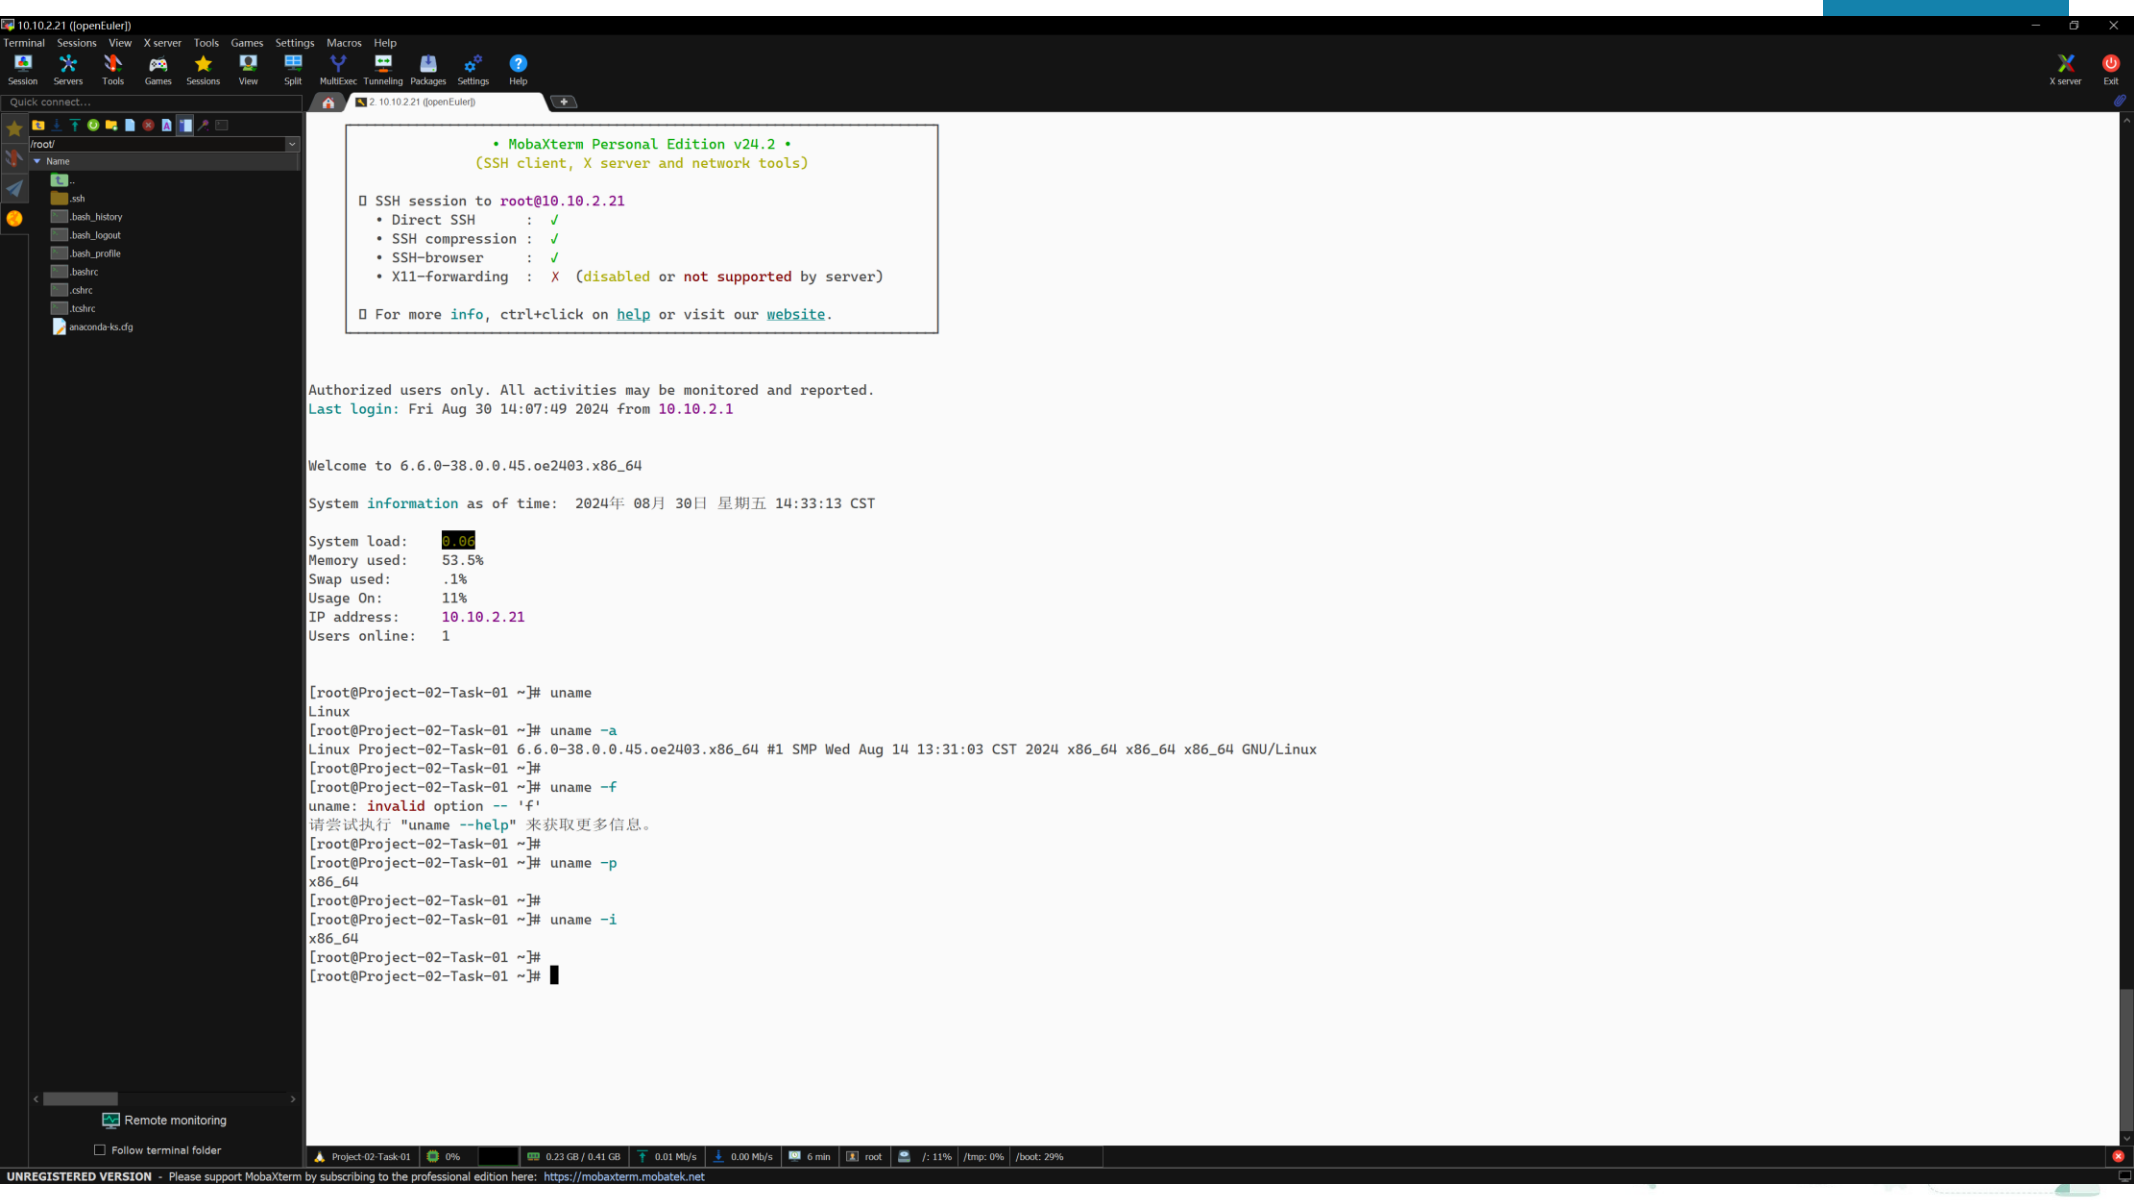 10.10.2.21 ([openEuler])
Terminal Sessions View X server Tools Games Settings Macros Help
Session Servers Tools Games Sessions View Split MultiExec Tunneling Packages Settings Help X server Exit
Quick connect...
2. 10.10.2.21 ([openEuler])
/root/
Name
..
.ssh
.bash_history
.bash_logout
.bash_profile
.bashrc
.cshrc
.tcshrc
anaconda-ks.cfg
• MobaXterm Personal Edition v24.2 •
(SSH client, X server and network tools)
SSH session to root@10.10.2.21
• Direct SSH : ✓
• SSH compression : ✓
• SSH-browser : ✓
• X11-forwarding : ✗ (disabled or not supported by server)
For more info, ctrl+click on help or visit our website.
Authorized users only. All activities may be monitored and reported.
Last login: Fri Aug 30 14:07:49 2024 from 10.10.2.1
Welcome to 6.6.0-38.0.0.45.oe2403.x86_64
System information as of time: 2024年 08月 30日 星期五 14:33:13 CST
System load: 0.06
Memory used: 53.5%
Swap used: .1%
Usage On: 11%
IP address: 10.10.2.21
Users online: 1
[root@Project-02-Task-01 ~]# uname
Linux
[root@Project-02-Task-01 ~]# uname -a
Linux Project-02-Task-01 6.6.0-38.0.0.45.oe2403.x86_64 #1 SMP Wed Aug 14 13:31:03 CST 2024 x86_64 x86_64 x86_64 GNU/Linux
[root@Project-02-Task-01 ~]#
[root@Project-02-Task-01 ~]# uname -f
uname: invalid option -- 'f'
请尝试执行 "uname --help" 来获取更多信息。
[root@Project-02-Task-01 ~]#
[root@Project-02-Task-01 ~]# uname -p
x86_64
[root@Project-02-Task-01 ~]#
[root@Project-02-Task-01 ~]# uname -i
x86_64
[root@Project-02-Task-01 ~]#
[root@Project-02-Task-01 ~]#
Remote monitoring
Follow terminal folder
Project-02-Task-01 0% 0.23 GB / 0.41 GB 0.01 Mb/s 0.00 Mb/s 6 min root /: 11% /tmp: 0% /boot: 29%
UNREGISTERED VERSION - Please support MobaXterm by subscribing to the professional edition here: https://mobaxterm.mobatek.net